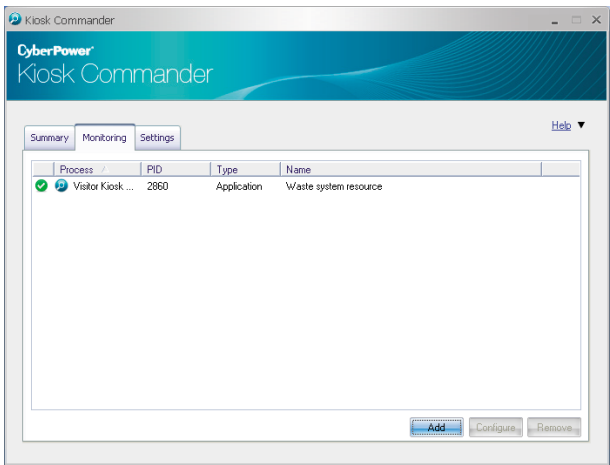 Kiosk Commander
CyberPower
Kiosk Commander
Help
Summary Monitoring Settings
Process PID Type Name
Visitor Kiosk ... 2860 Application Waste system resource
Add Configure Remove